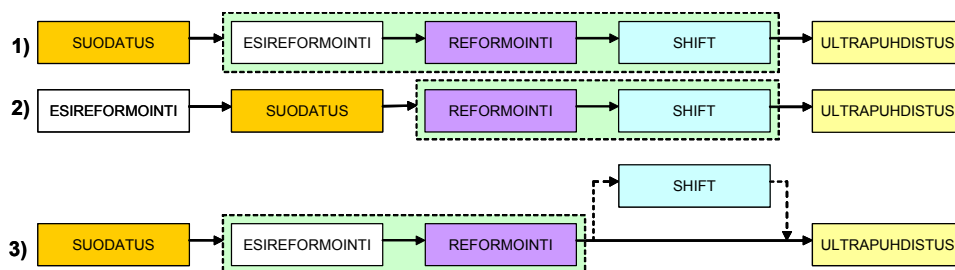 1) SUODATUS ESIREFORMOINTI REFORMOINTI SHIFT ULTRAPUHDISTUS
2) ESIREFORMOINTI SUODATUS REFORMOINTI SHIFT ULTRAPUHDISTUS
SHIFT
3) SUODATUS ESIREFORMOINTI REFORMOINTI ULTRAPUHDISTUS